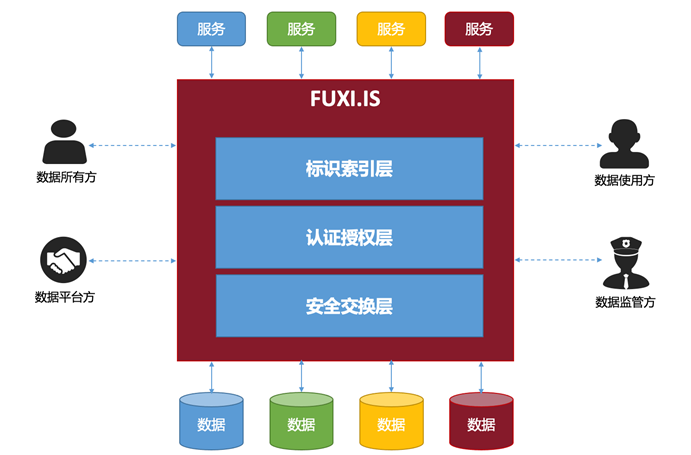 服务
服务
服务
服务
FUXI.IS
标识索引层
认证授权层
安全交换层
数据所有方
数据使用方
数据平台方
数据监管方
数据
数据
数据
数据